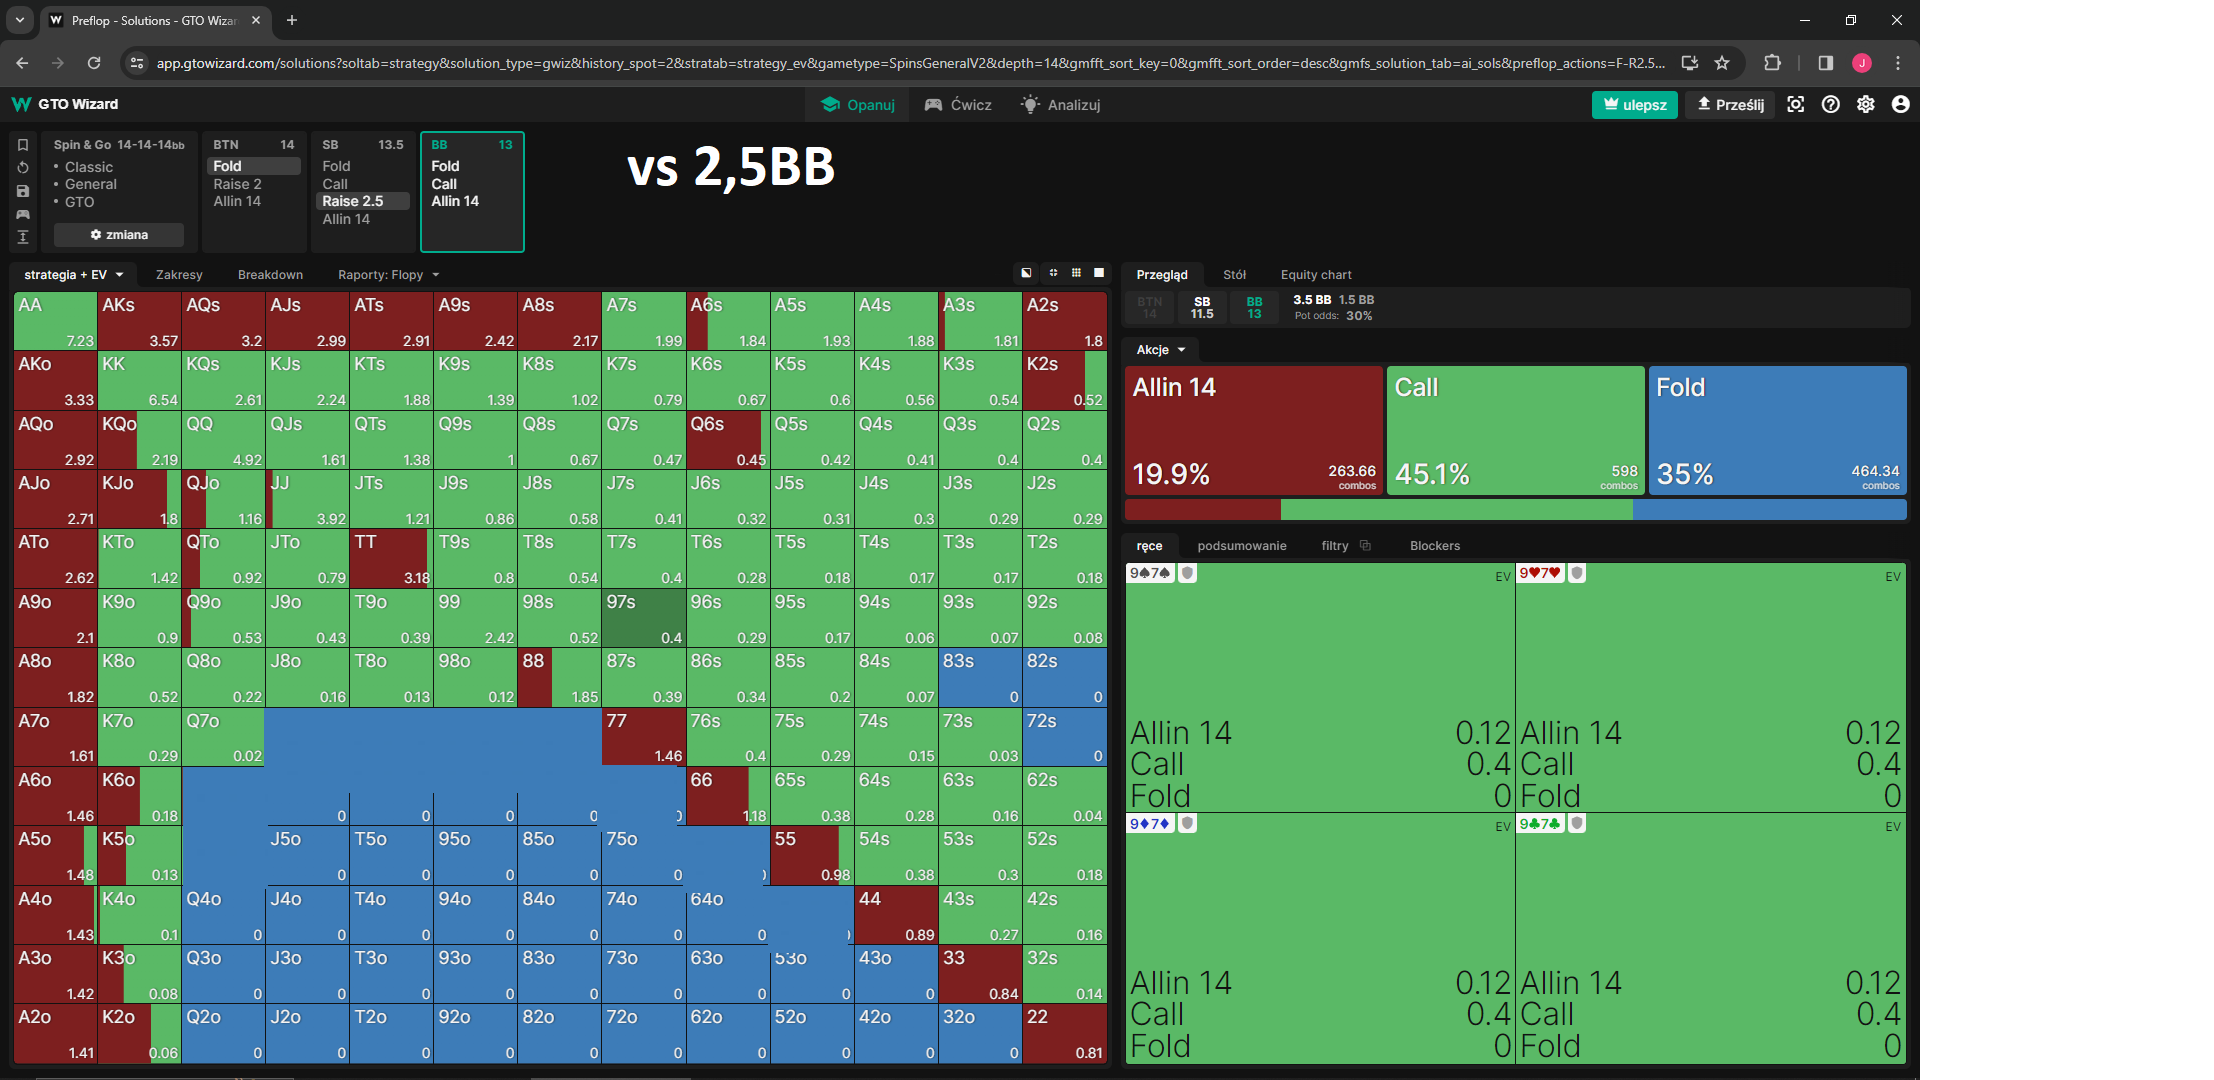 Preflop - Solutions - GTO Wizar
app.gtowizard.com/solutions?soltab=strategy&solution_type=gwiz&history_spot=2&stratab=strategy_ev&gametype=SpinsGeneralV2&depth=14&gmfft_sort_key=0&gmfft_sort_order=desc&gmfs_solution_tab=ai_sols&preflop_actions=F-R2.5...
J
GTO Wizard
Opanuj Ćwicz Analizuj
ulepsz Prześlij
Spin & Go 14-14-14bb
• Classic
• General
• GTO
zmiana
BTN 14
Fold
Raise 2
Allin 14
SB 13.5
Fold
Call
Raise 2.5
Allin 14
BB 13
Fold
Call
Allin 14
vs 2,5BB
strategia + EV Zakresy Breakdown Raporty: Flopy
AA AKs AQs AJs ATs A9s A8s A7s A6s A5s A4s A3s A2s
7.23 3.57 3.2 2.99 2.91 2.42 2.17 1.99 1.84 1.93 1.88 1.81 1.8
AKo KK KQs KJs KTs K9s K8s K7s K6s K5s K4s K3s K2s
3.33 6.54 2.61 2.24 1.88 1.39 1.02 0.79 0.67 0.6 0.56 0.54 0.52
AQo KQo QQ QJs QTs Q9s Q8s Q7s Q6s Q5s Q4s Q3s Q2s
2.92 2.19 4.92 1.61 1.38 1 0.67 0.47 0.45 0.42 0.41 0.4 0.4
AJo KJo QJo JJ JTs J9s J8s J7s J6s J5s J4s J3s J2s
2.71 1.8 1.16 3.92 1.21 0.86 0.58 0.41 0.32 0.31 0.3 0.29 0.29
ATo KTo QTo JTo TT T9s T8s T7s T6s T5s T4s T3s T2s
2.62 1.42 0.92 0.79 3.18 0.8 0.54 0.4 0.28 0.18 0.17 0.17 0.18
A9o K9o Q9o J9o T9o 99 98s 97s 96s 95s 94s 93s 92s
2.1 0.9 0.53 0.43 0.39 2.42 0.52 0.4 0.29 0.17 0.06 0.07 0.08
A8o K8o Q8o J8o T8o 98o 88 87s 86s 85s 84s 83s 82s
1.82 0.52 0.22 0.16 0.13 0.12 1.85 0.39 0.34 0.2 0.07 0 0
A7o K7o Q7o 77 76s 75s 74s 73s 72s
1.61 0.29 0.02 1.46 0.4 0.29 0.15 0.03 0
A6o K6o 66 65s 64s 63s 62s
1.46 0.18 0 0 0 0 0 1.18 0.38 0.28 0.16 0.04
A5o K5o J5o T5o 95o 85o 75o 55 54s 53s 52s
1.48 0.13 0 0 0 0 0 0.98 0.38 0.3 0.18
A4o K4o Q4o J4o T4o 94o 84o 74o 64o 44 43s 42s
1.43 0.1 0 0 0 0 0 0 0 0.89 0.27 0.16
A3o K3o Q3o J3o T3o 93o 83o 73o 63o 53o 43o 33 32s
1.42 0.08 0 0 0 0 0 0 0 0 0 0.84 0.14
A2o K2o Q2o J2o T2o 92o 82o 72o 62o 52o 42o 32o 22
1.41 0.06 0 0 0 0 0 0 0 0 0 0 0.81
Przegląd Stół Equity chart
BTN 14 SB 11.5 BB 13
3.5 BB 1.5 BB
Pot odds: 30%
Akcje
Allin 14 Call Fold
19.9% 263.66 combos 45.1% 598 combos 35% 464.34 combos
ręce podsumowanie filtry Blockers
9♠7♠ EV 9♥7♥ EV
Allin 14 0.12 Allin 14 0.12
Call 0.4 Call 0.4
Fold 0 Fold 0
9♦7♦ EV 9♣7♣ EV
Allin 14 0.12 Allin 14 0.12
Call 0.4 Call 0.4
Fold 0 Fold 0